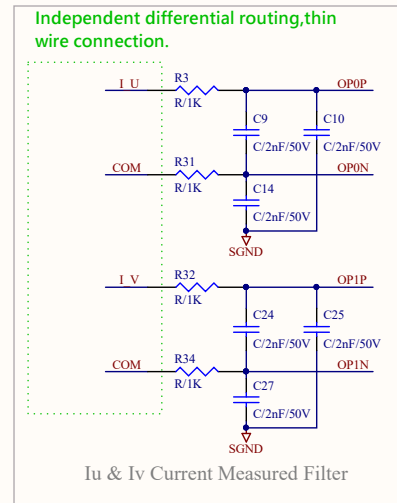 Independent differential routing,thin
wire connection.
I_U
R3
R/1K
OP0P
C9
C/2nF/50V
C10
C/2nF/50V
COM
R31
R/1K
OP0N
C14
C/2nF/50V
SGND
I_V
R32
R/1K
OP1P
C24
C/2nF/50V
C25
C/2nF/50V
COM
R34
R/1K
OP1N
C27
C/2nF/50V
SGND
Iu & Iv Current Measured Filter